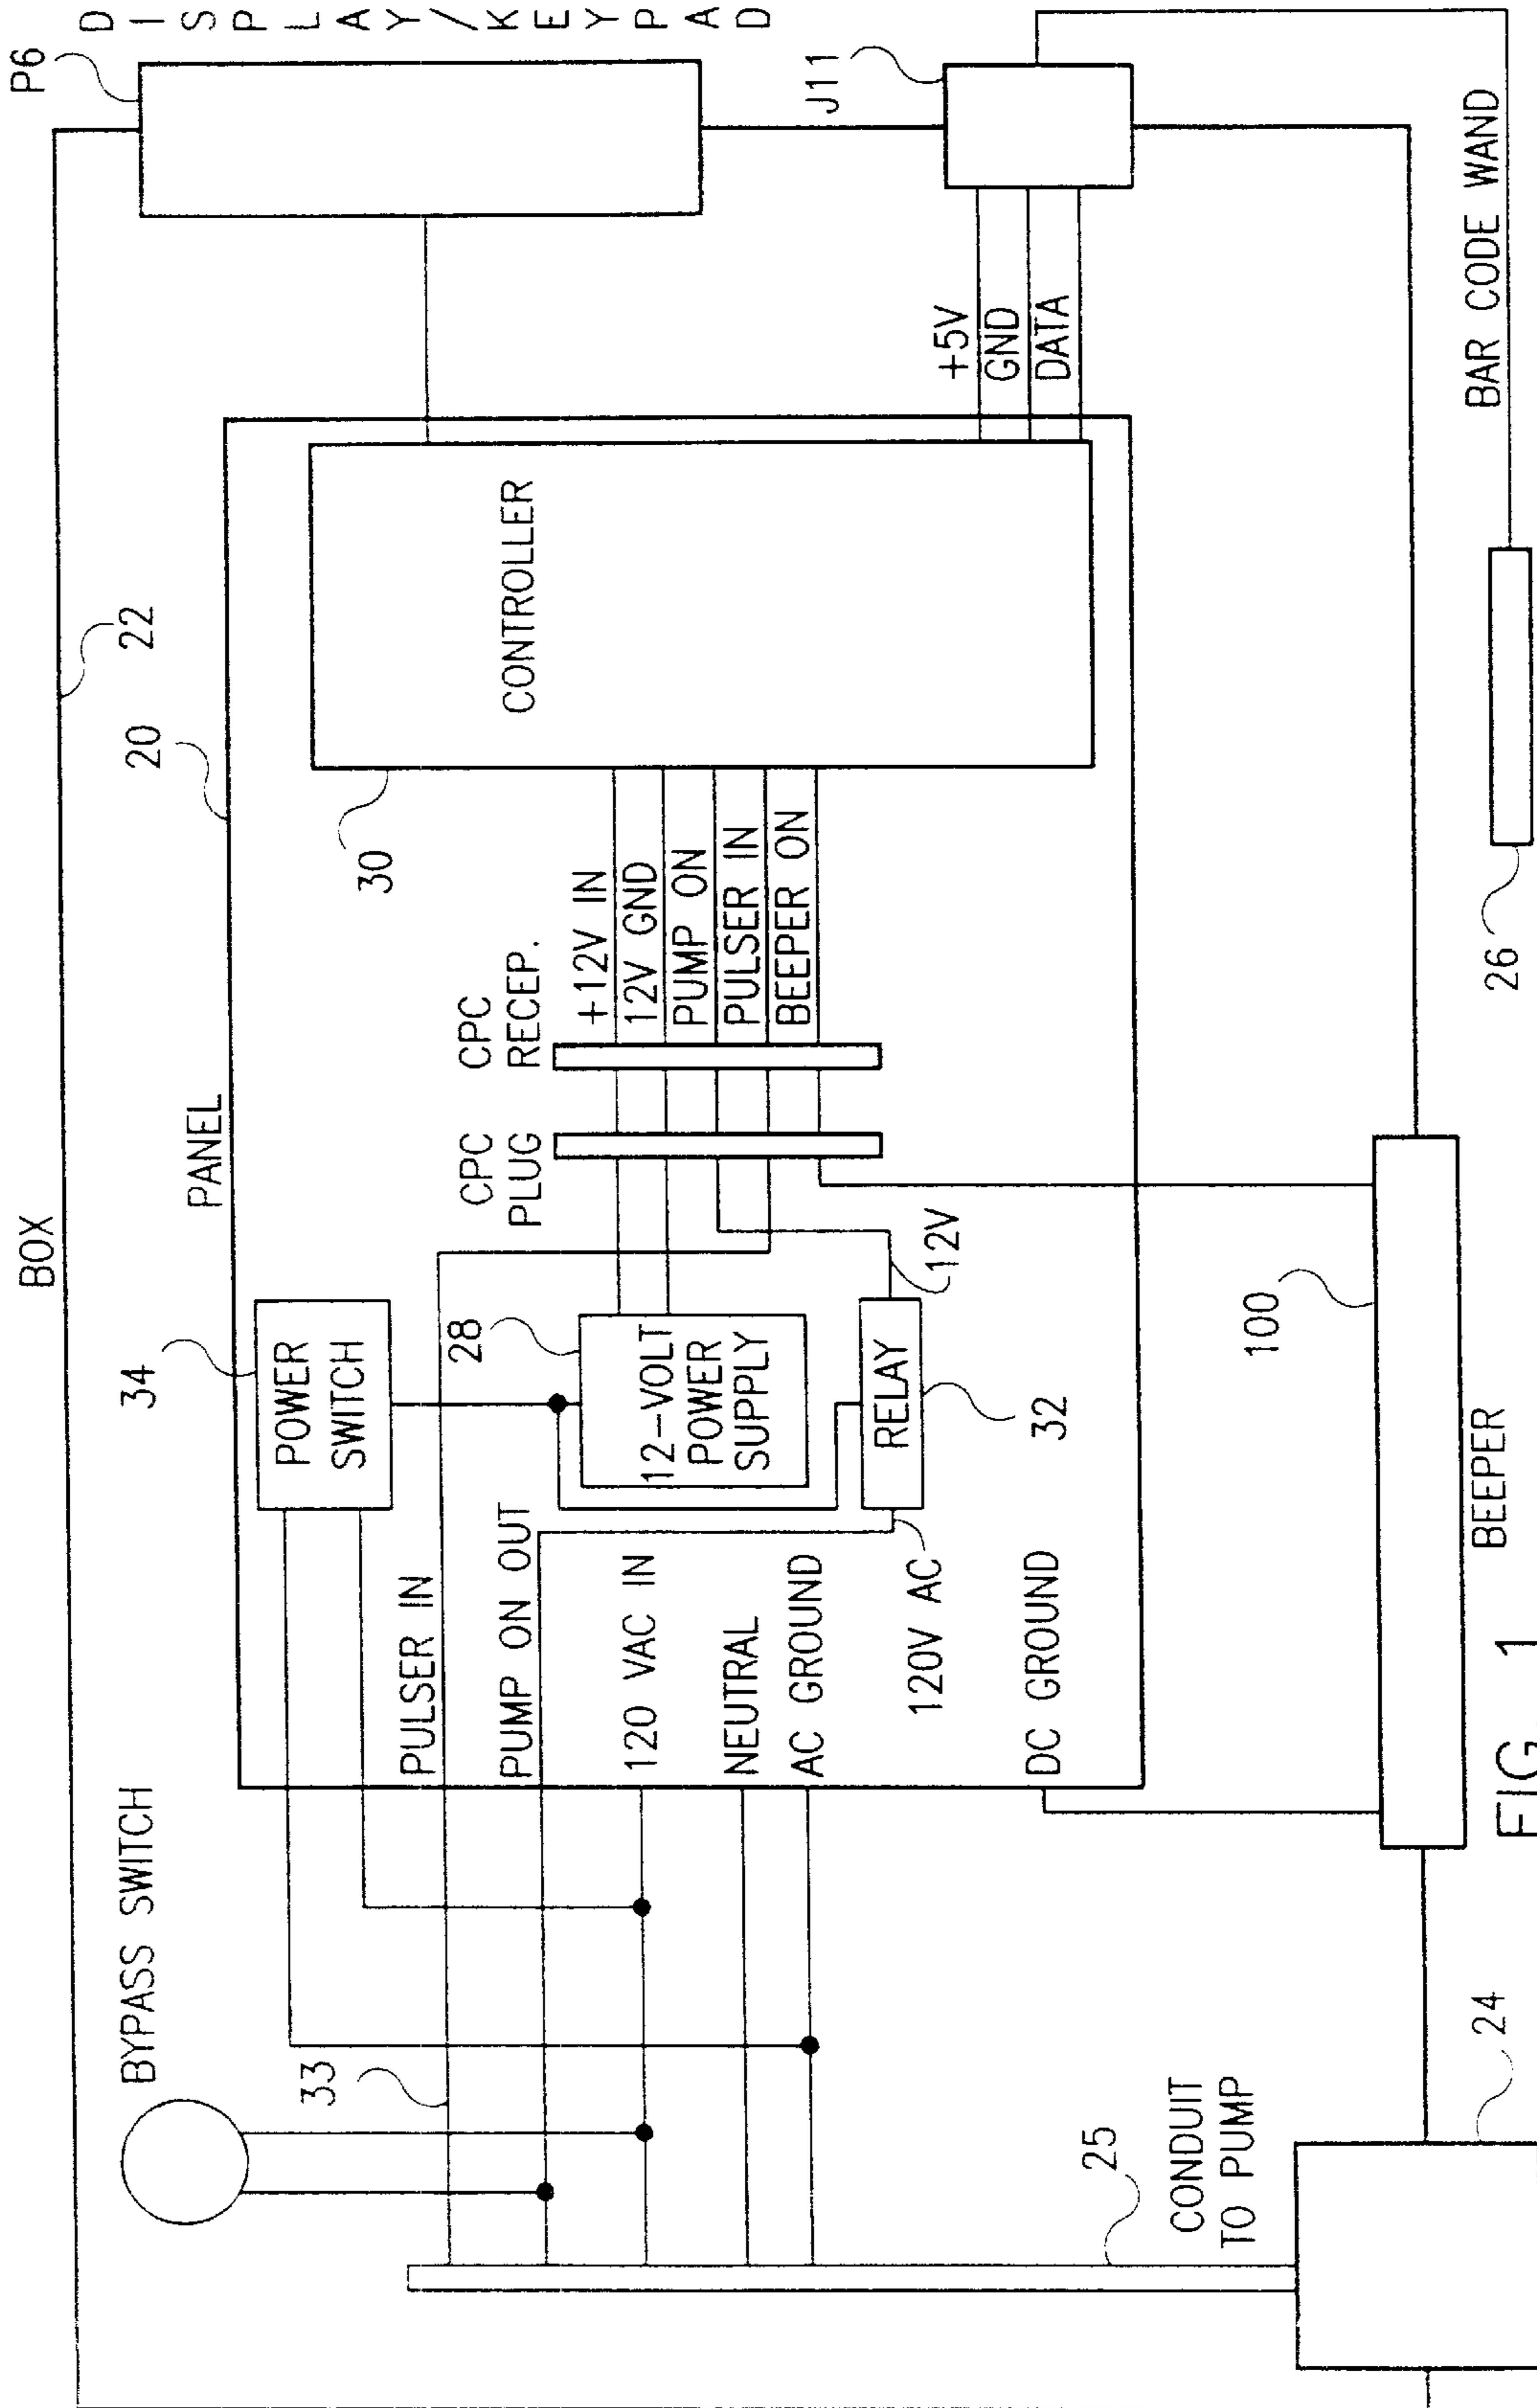 BOX
22
BYPASS SWITCH
34
PANEL
20
P6
DISPLAY/KEYPAD
33
POWER
SWITCH
PULSER IN
PUMP ON OUT
120 VAC IN
NEUTRAL
AC GROUND
120V AC
DC GROUND
28
12-VOLT
POWER
SUPPLY
RELAY
32
12V
CPC
PLUG
CPC
RECEP.
+12V IN
12V GND
PUMP ON
PULSER IN
BEEPER ON
30
CONTROLLER
+5V
GND
DATA
J11
25
CONDUIT
TO PUMP
24
100
BEEPER
26
BAR CODE WAND
FIG. 1